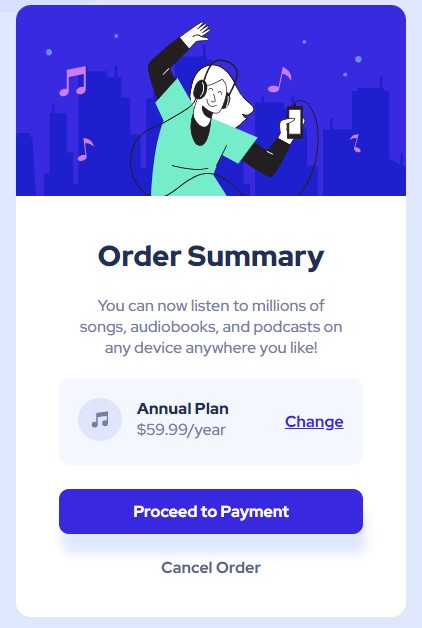 Order Summary
You can now listen to millions of
songs, audiobooks, and podcasts on
any device anywhere you like!
Annual Plan
$59.99/year
Change
Proceed to Payment
Cancel Order